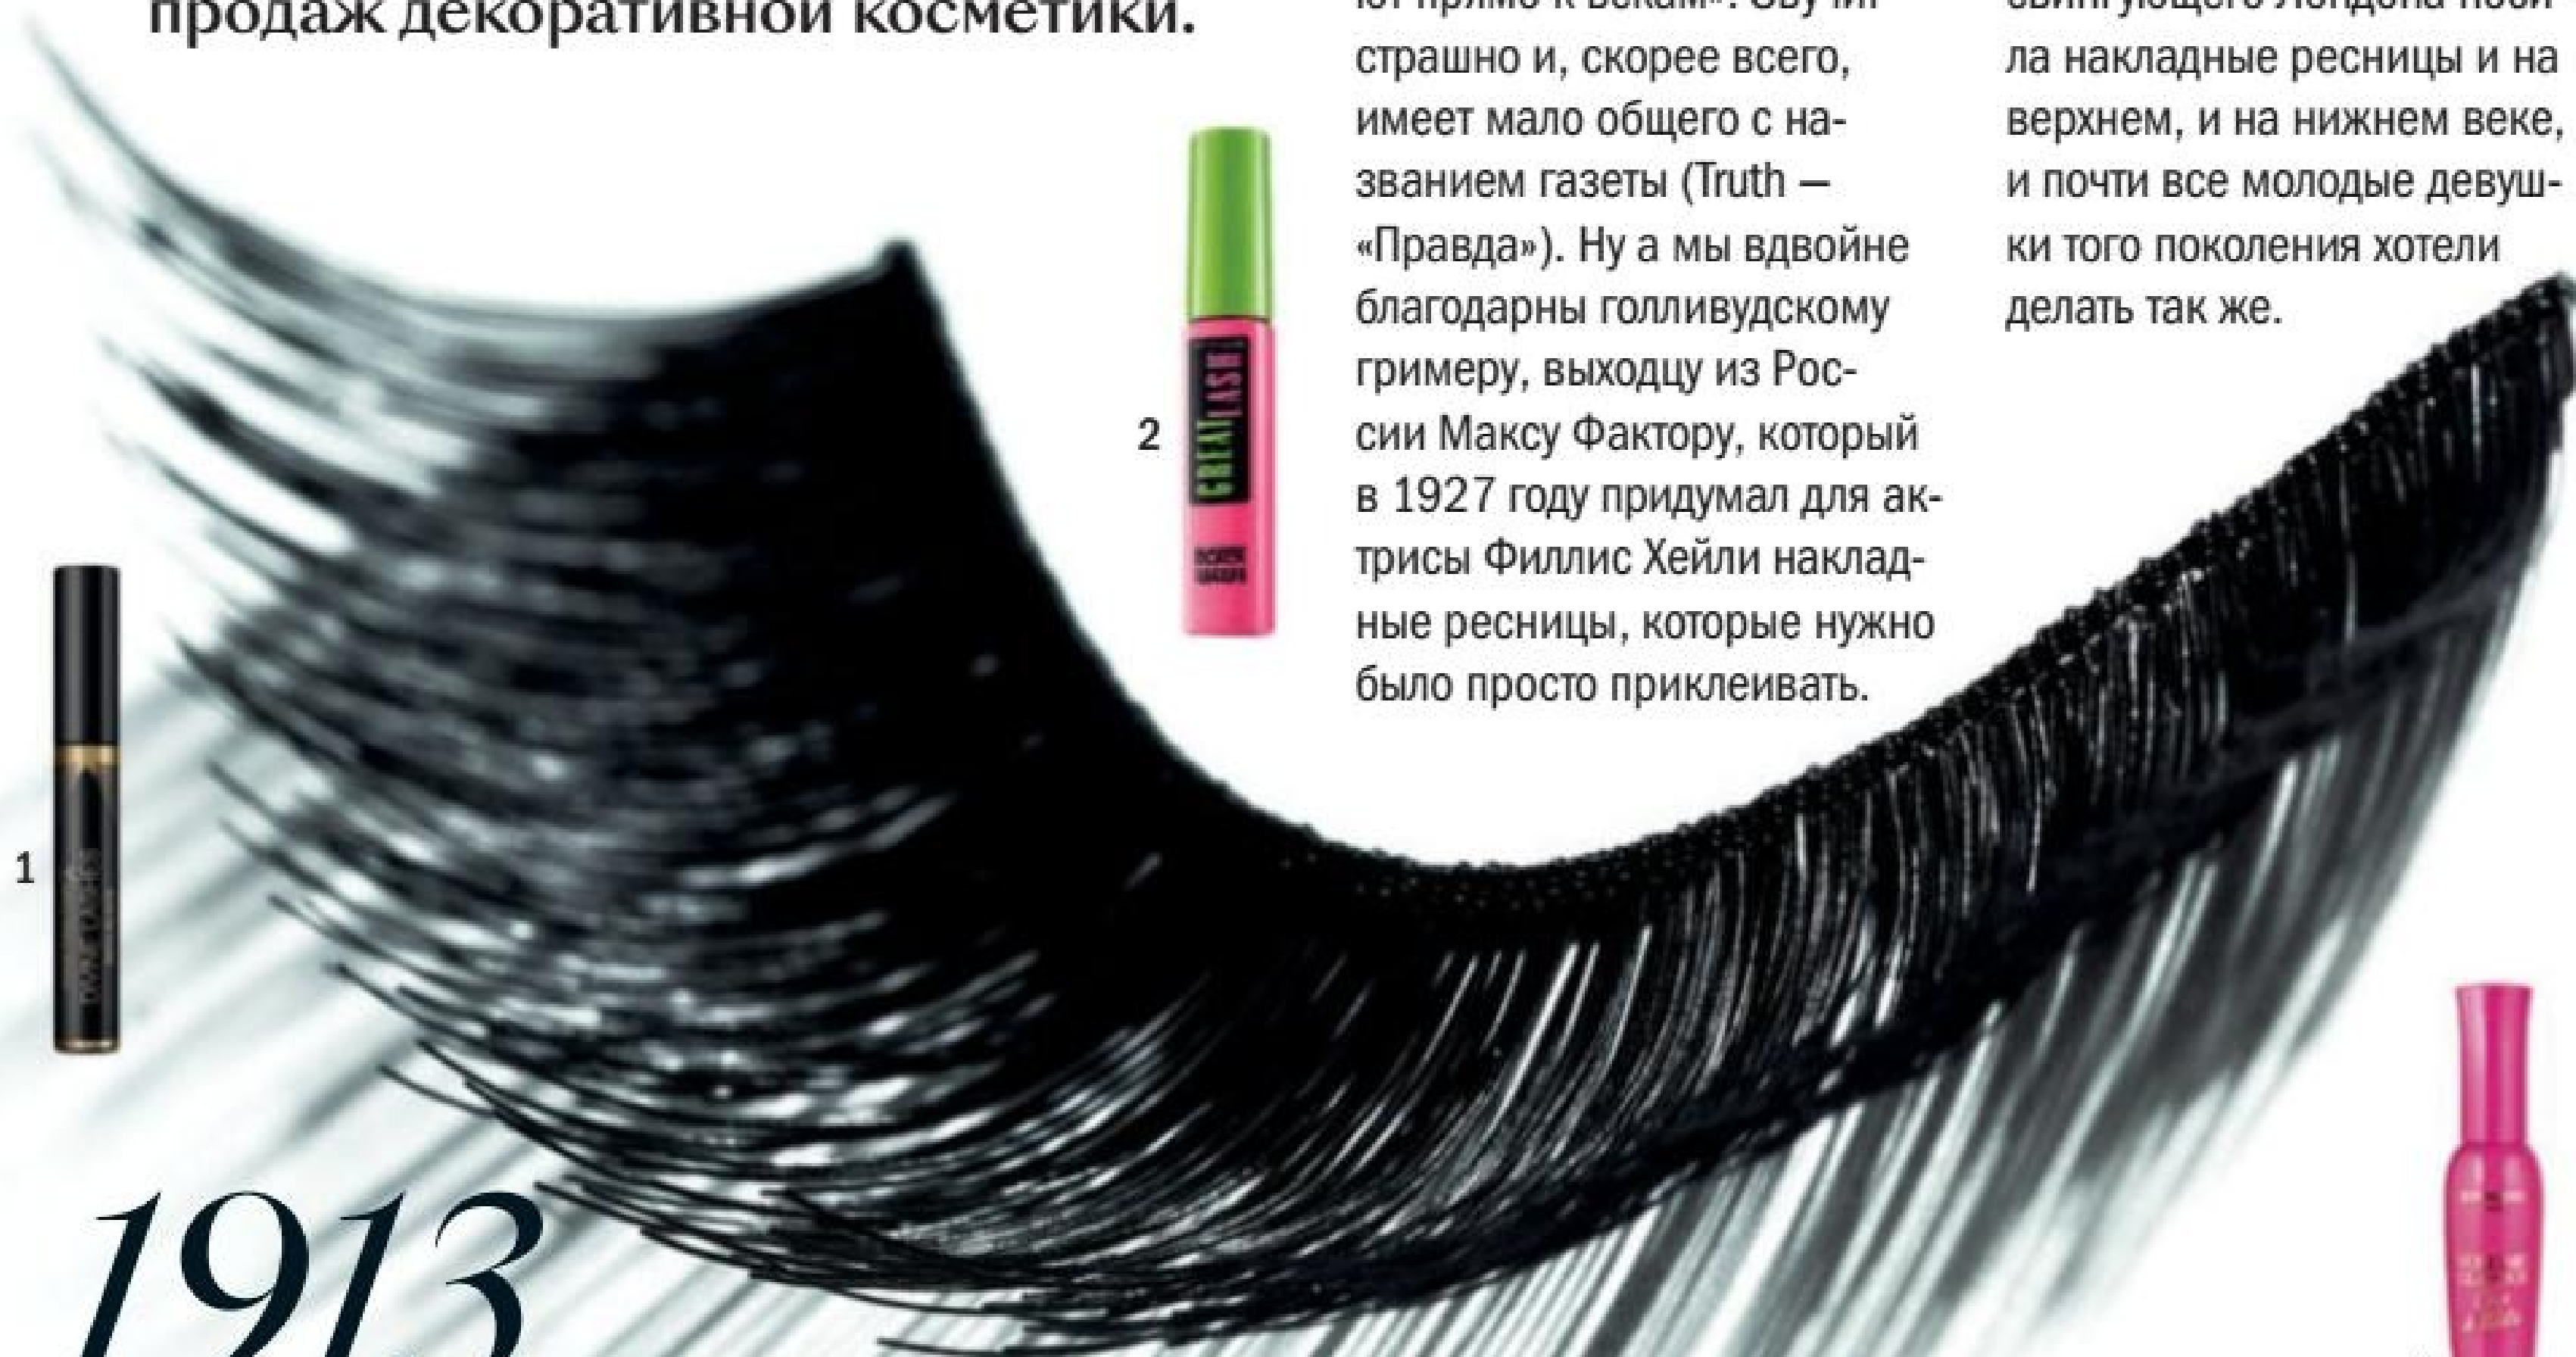 продаж декоративной косметики.
страшно и, скорее всего,
имеет мало общего с на-
званием газеты (Truth —
«Правда»). Ну а мы вдвойне
благодарны голливудскому
гримеру, выходцу из Рос-
сии Максу Фактору, который
в 1927 году придумал для ак-
трисы Филлис Хейли наклад-
ные ресницы, которые нужно
было просто приклеивать.
ла накладные ресницы и на
верхнем, и на нижнем веке,
и почти все молодые девуш-
ки того поколения хотели
делать так же.
2
GREAT LASH
1
1913